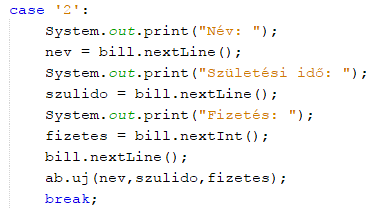 case '2':
System.out.print("Név: ");
nev = bill.nextLine();
System.out.print("Születési idő: ");
szulido = bill.nextLine();
System.out.print("Fizetés: ");
fizetes = bill.nextInt();
bill.nextLine();
ab.uj(nev,szulido,fizetes);
break;